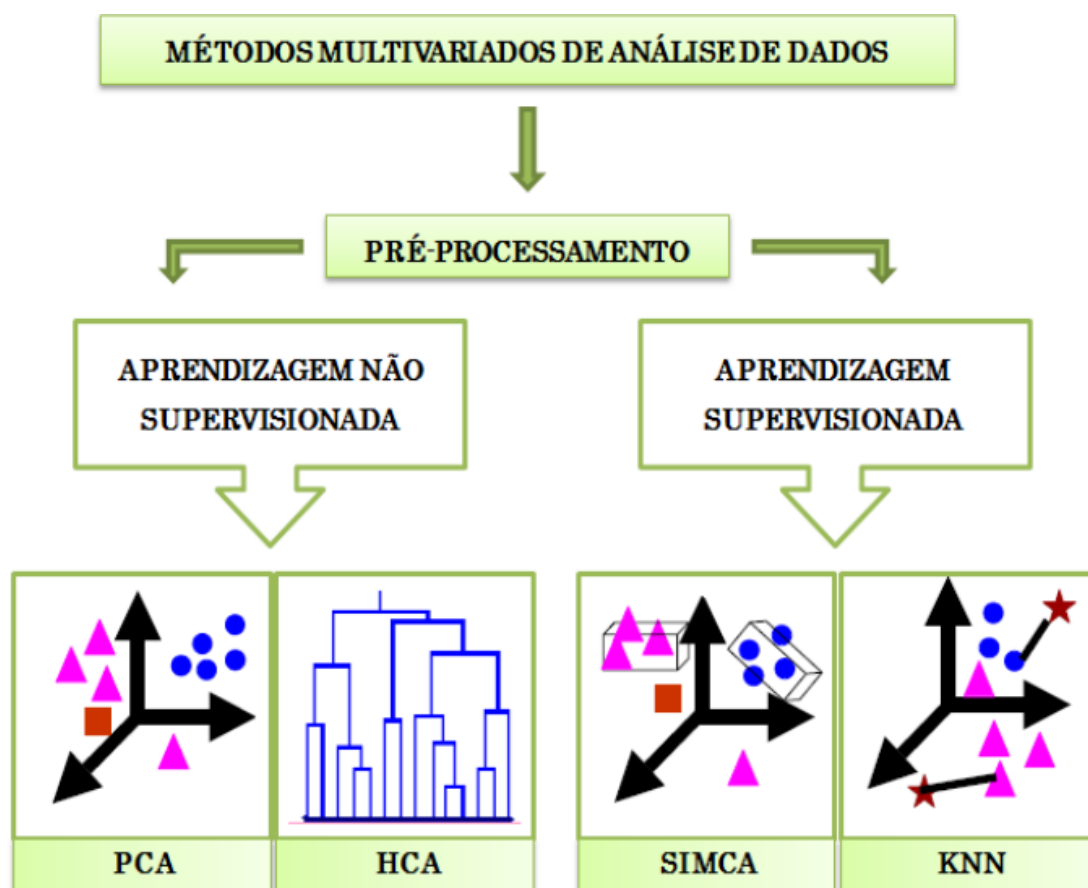 MÉTODOS MULTIVARIADOS DE ANÁLISE DE DADOS
PRÉ-PROCESSAMENTO
APRENDIZAGEM NÃO
SUPERVISIONADA
APRENDIZAGEM
SUPERVISIONADA
PCA
HCA
SIMCA
KNN